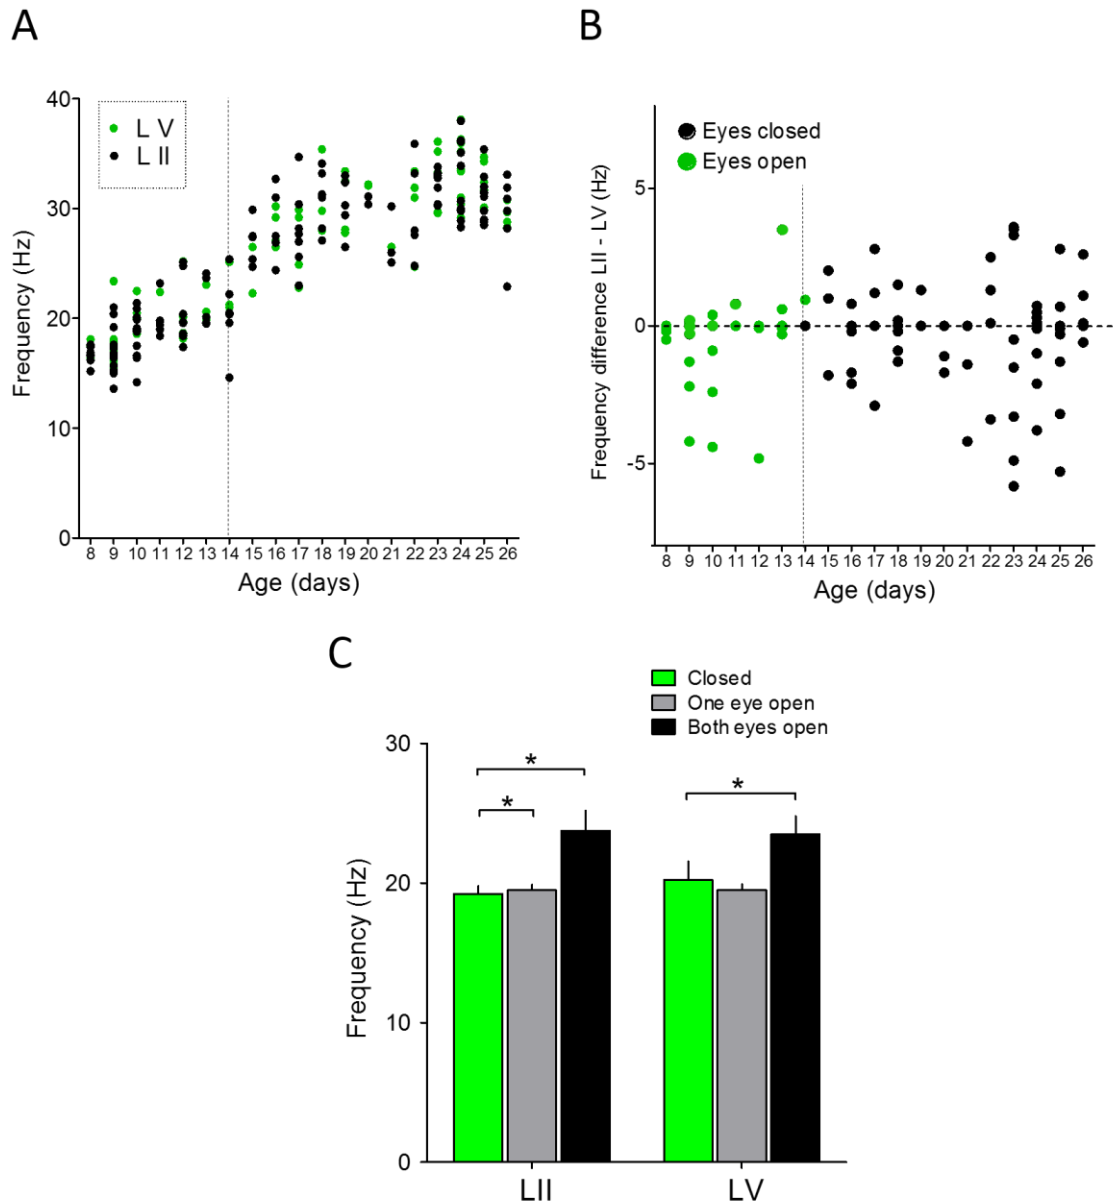 A
40
30
20
10
0
Frequency (Hz)
L V
L II
8 9 10 11 12 13 14 15 16 17 18 19 20 21 22 23 24 25 26
Age (days)
B
Eyes closed
Eyes open
5
0
-5
Frequency difference LII - LV (Hz)
8 9 10 11 12 13 14 15 16 17 18 19 20 21 22 23 24 25 26
Age (days)
C
Closed
One eye open
Both eyes open
30
20
10
0
Frequency (Hz)
*
*
*
LII LV